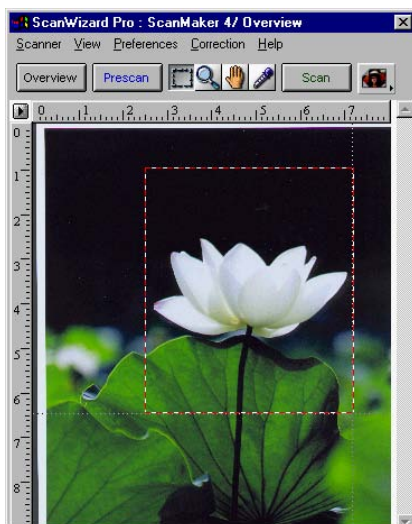 ScanWizard Pro : ScanMaker 4/ Overview
Scanner View Preferences Correction Help
Overview Prescan Scan
0 1 2 3 4 5 6 7
0
1
2
3
4
5
6
7
8